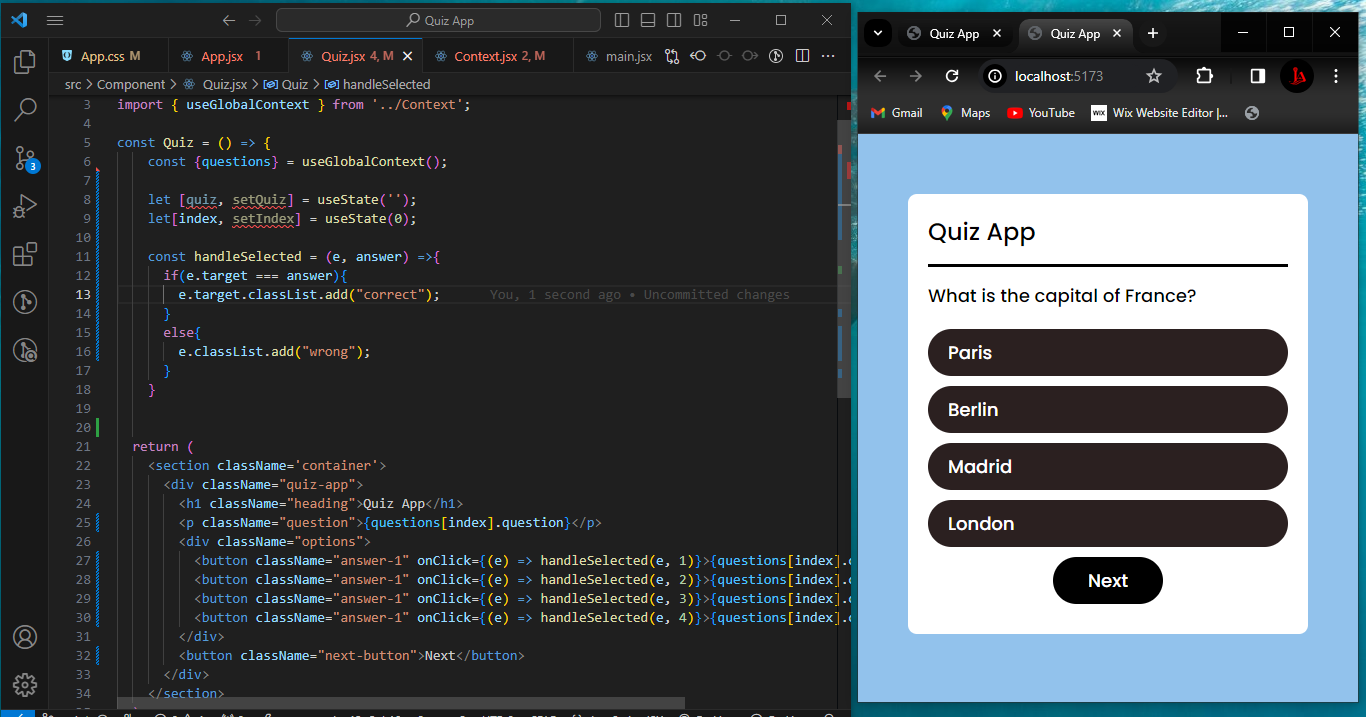 Quiz App
App.css M
App.jsx 1
Quiz.jsx 4, M
Context.jsx 2, M
main.jsx
src > Component > Quiz.jsx > Quiz > handleSelected
3 import { useGlobalContext } from '../Context';
4
5 const Quiz = () => {
6 const {questions} = useGlobalContext();
7
8 let [quiz, setQuiz] = useState('');
9 let[index, setIndex] = useState(0);
10
11 const handleSelected = (e, answer) =>{
12 if(e.target === answer){
13 e.target.classList.add("correct"); You, 1 second ago • Uncommitted changes
14 }
15 else{
16 e.classList.add("wrong");
17 }
18 }
19
20
21 return (
22 <section className='container'>
23 <div className="quiz-app">
24 <h1 className="heading">Quiz App</h1>
25 <p className="question">{questions[index].question}</p>
26 <div className="options">
27 <button className="answer-1" onClick={(e) => handleSelected(e, 1)}>{questions[index].
28 <button className="answer-1" onClick={(e) => handleSelected(e, 2)}>{questions[index].
29 <button className="answer-1" onClick={(e) => handleSelected(e, 3)}>{questions[index].
30 <button className="answer-1" onClick={(e) => handleSelected(e, 4)}>{questions[index].
31 </div>
32 <button className="next-button">Next</button>
33 </div>
34 </section>
3
Quiz App
Quiz App
localhost:5173
Gmail
Maps
YouTube
WIX Wix Website Editor |...
Quiz App
What is the capital of France?
Paris
Berlin
Madrid
London
Next